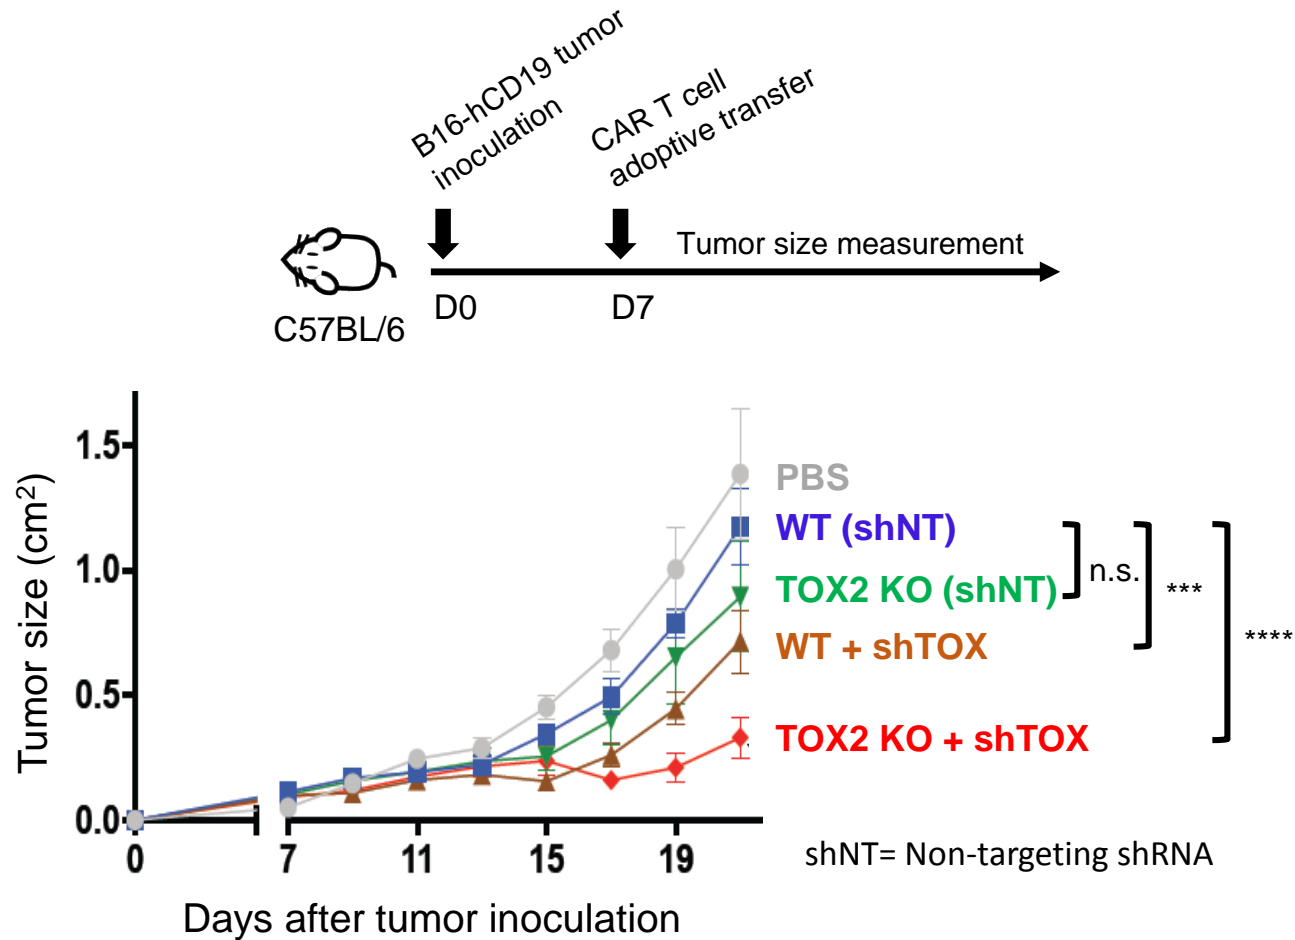 B16-hCD19 tumor
inoculation
CAR T cell
adoptive transfer
Tumor size measurement
D0
D7
C57BL/6
Tumor size (cm²)
1.5
1.0
0.5
0.0
0
7
11
15
19
Days after tumor inoculation
PBS
WT (shNT)
TOX2 KO (shNT)
WT + shTOX
TOX2 KO + shTOX
n.s.
***
****
shNT= Non-targeting shRNA